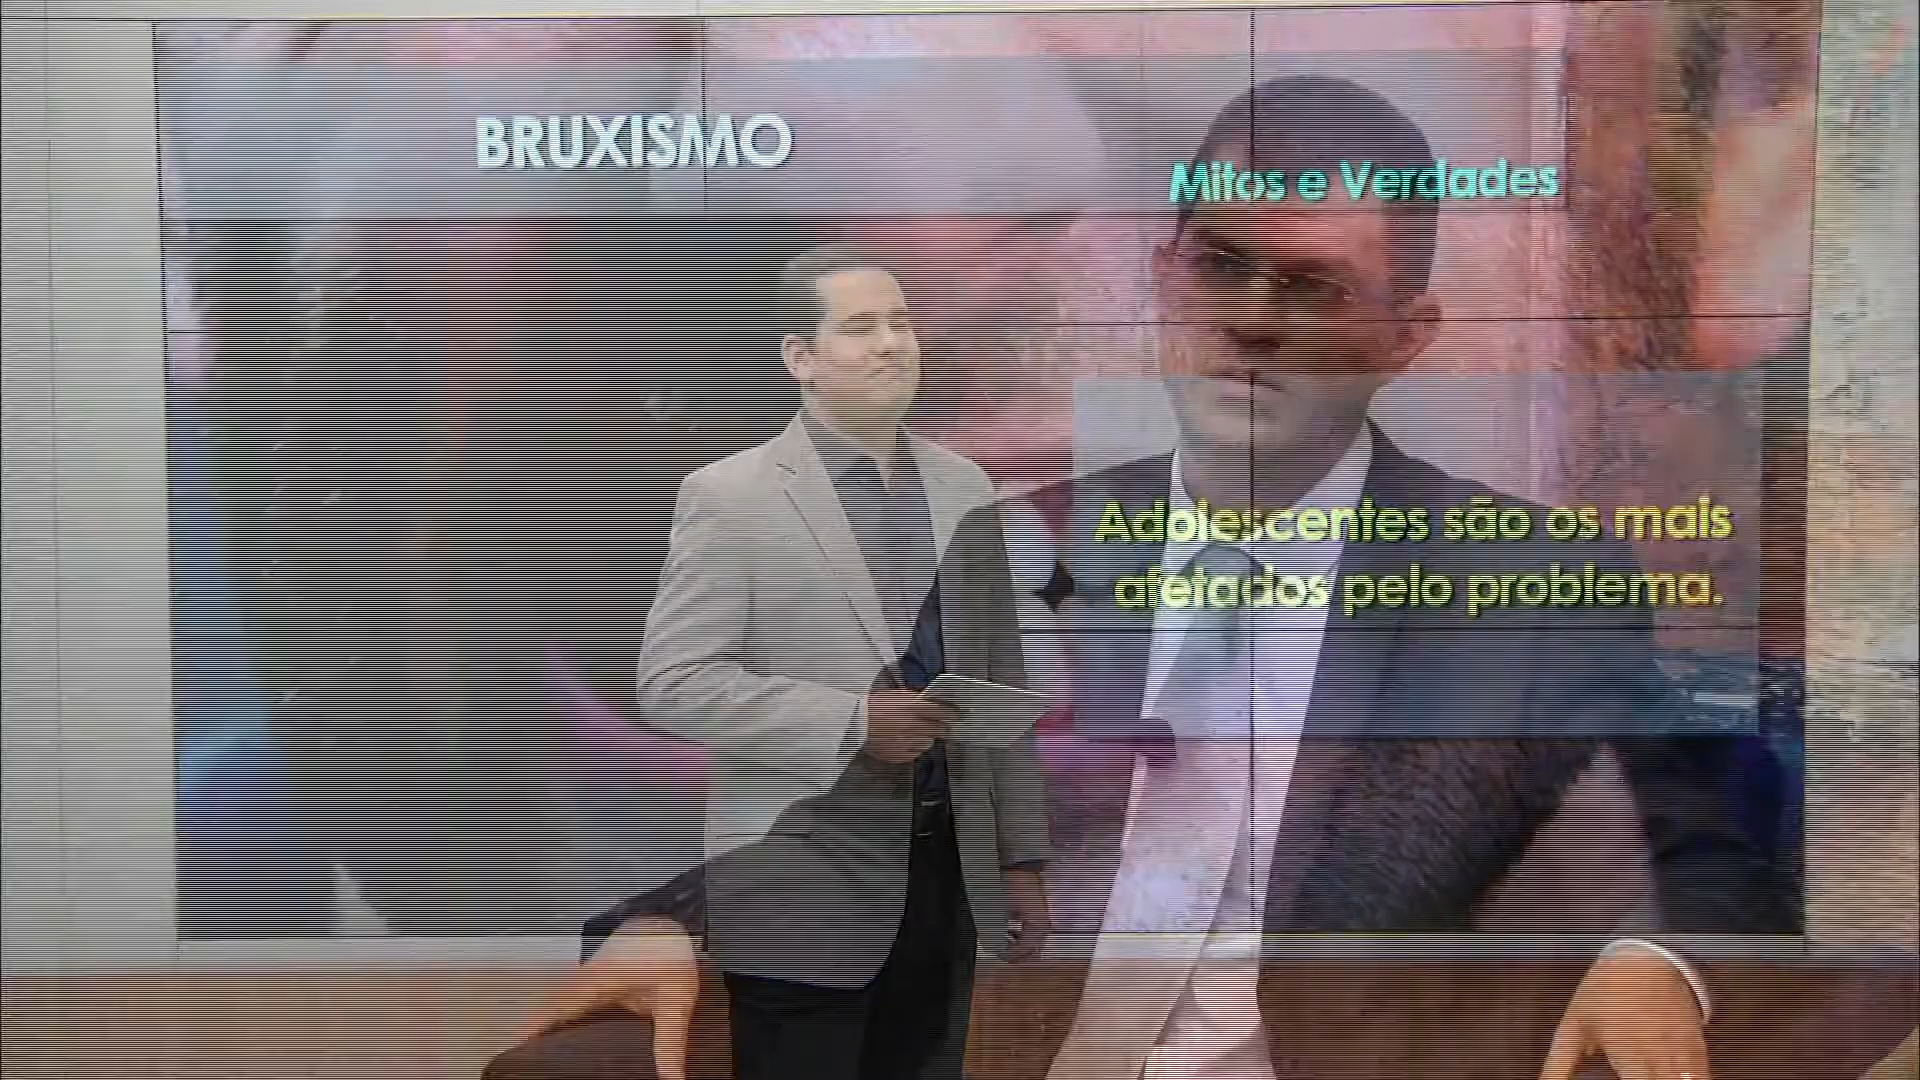 BRUXISMO
Mitos e Verdades
Adolescentes são os mais
afetados pelo problema.